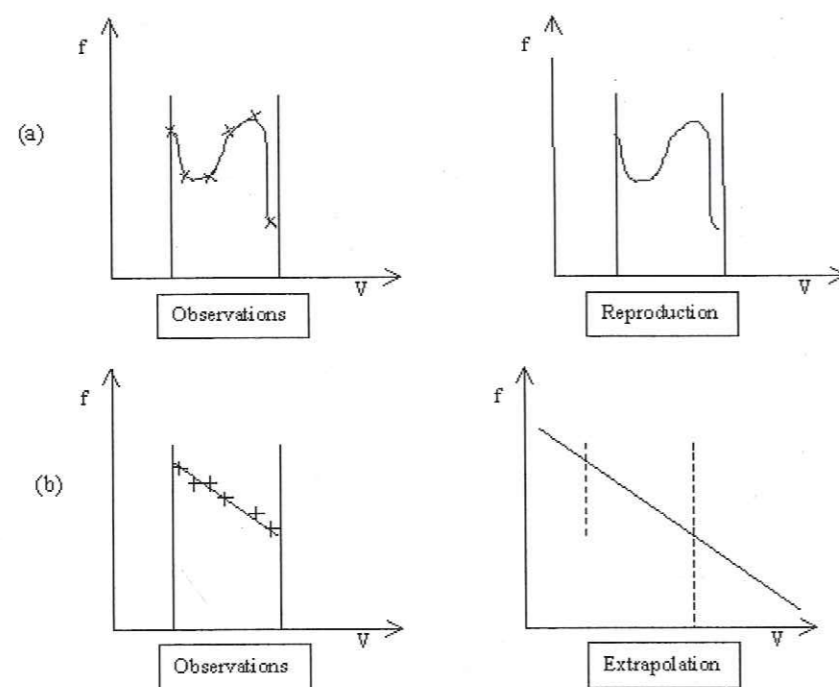 f
(a)
V
Observations
f
V
Reproduction
f
(b)
V
Observations
f
V
Extrapolation